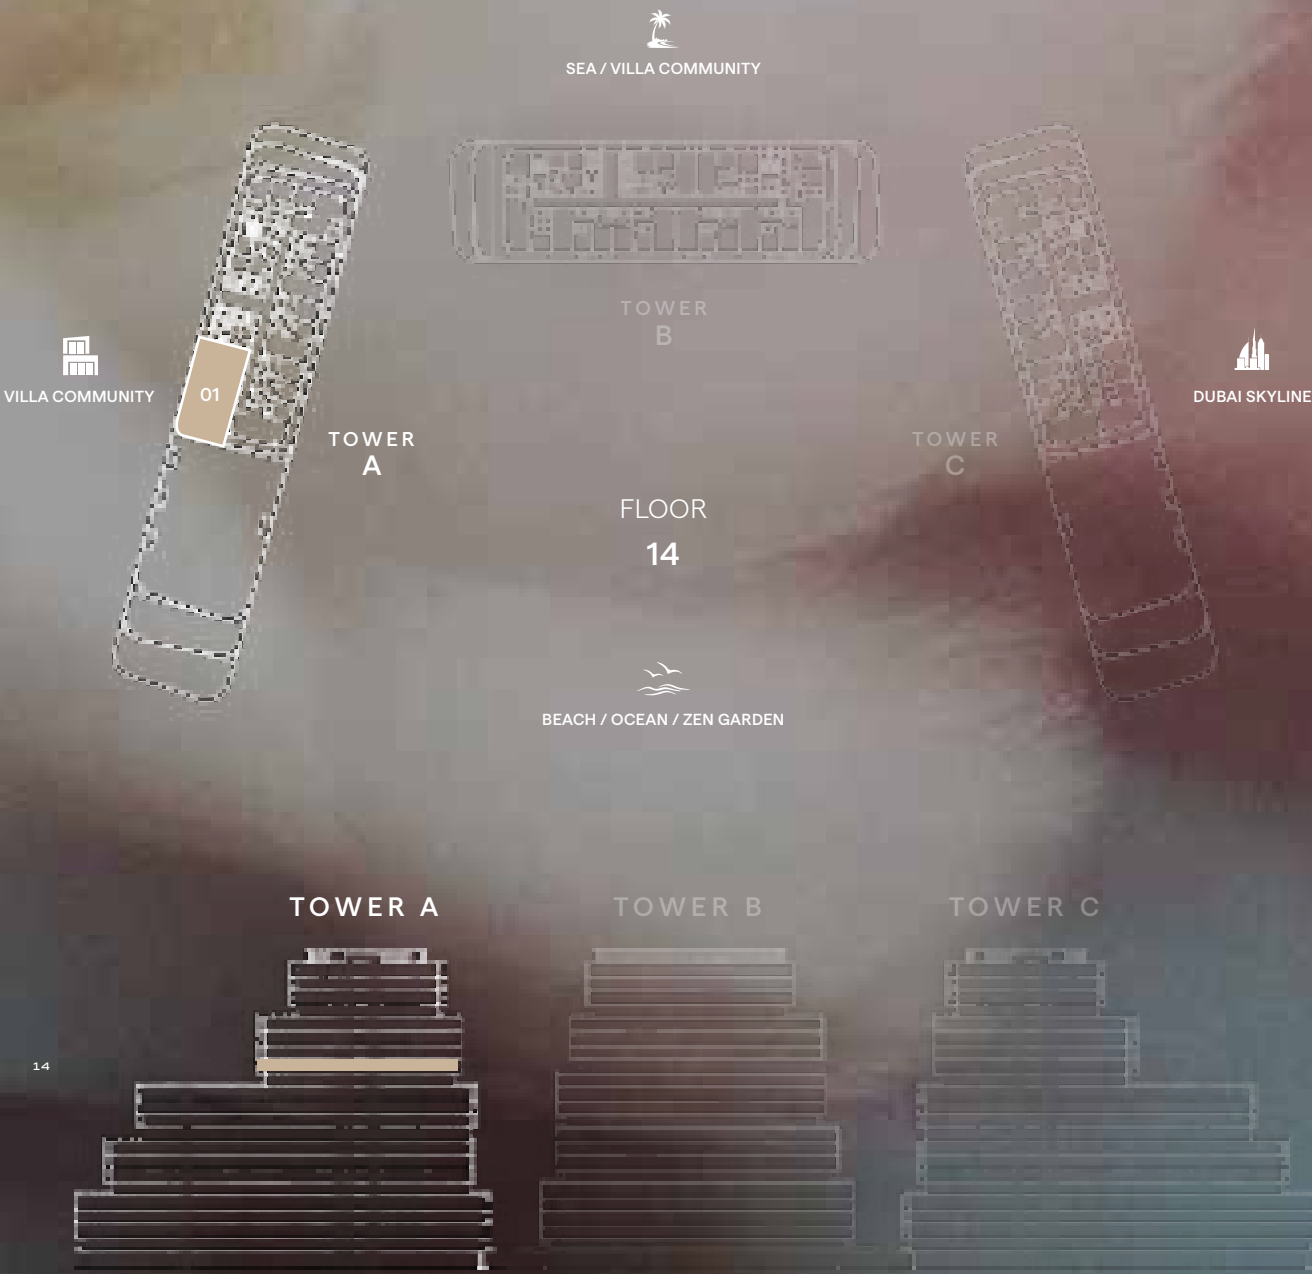 SEA / VILLA COMMUNITY
TOWER
B
VILLA COMMUNITY
01
DUBAI SKYLINE
TOWER
A
TOWER
C
FLOOR
14
BEACH / OCEAN / ZEN GARDEN
TOWER A
TOWER B
TOWER C
14